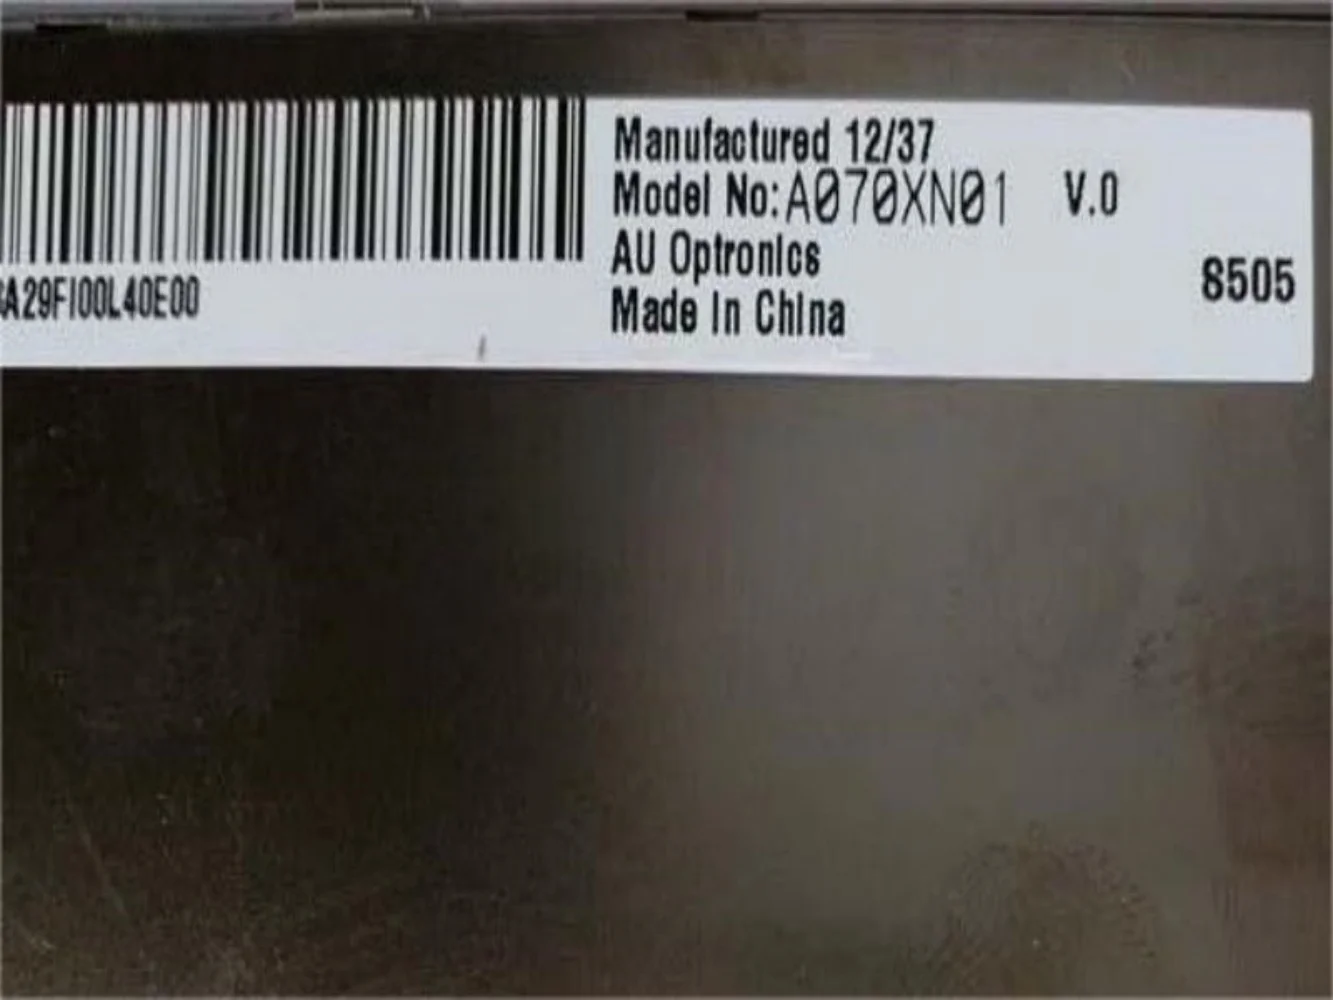 Manufactured 12/37
Model No: A070XN01 V.0
AU Optronics
8505
Made In China
A29FI00L40E00